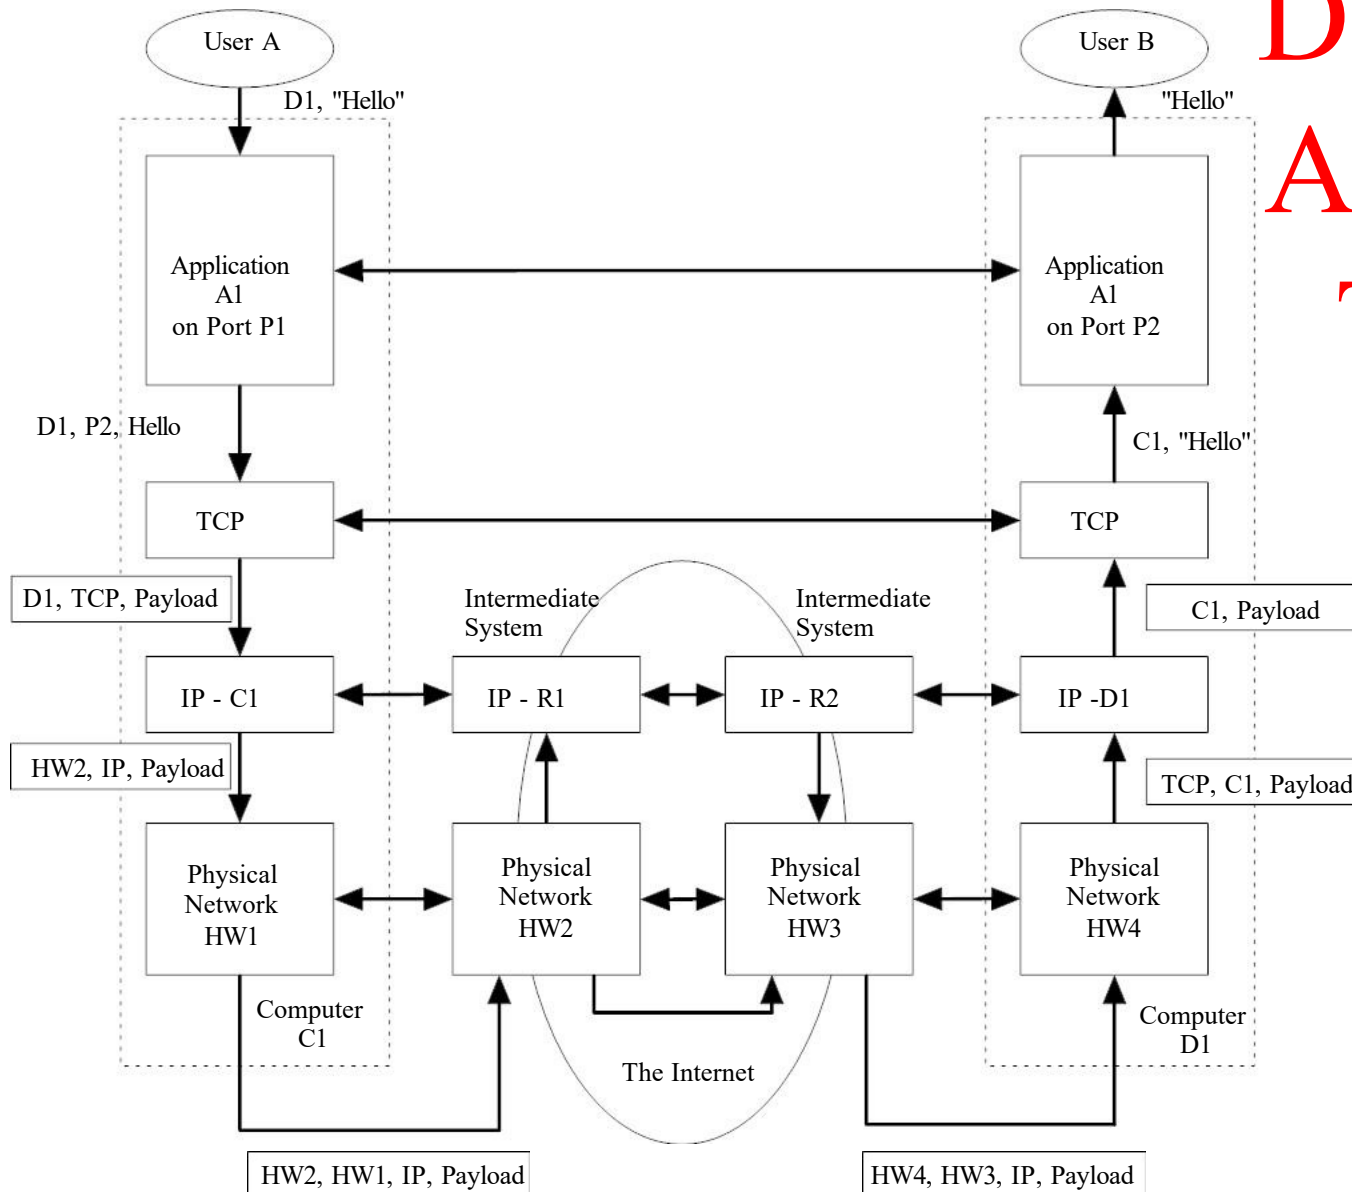 User A
User B
D
D1, "Hello"
"Hello"
A
Application
A1
on Port P1
Application
A1
on Port P2
D1, P2, Hello
C1, "Hello"
TCP
TCP
D1, TCP, Payload
Intermediate
System
Intermediate
System
C1, Payload
IP - C1
IP - R1
IP - R2
IP -D1
HW2, IP, Payload
TCP, C1, Payload
Physical
Network
HW1
Physical
Network
HW2
Physical
Network
HW3
Physical
Network
HW4
Computer
C1
Computer
D1
The Internet
HW2, HW1, IP, Payload
HW4, HW3, IP, Payload